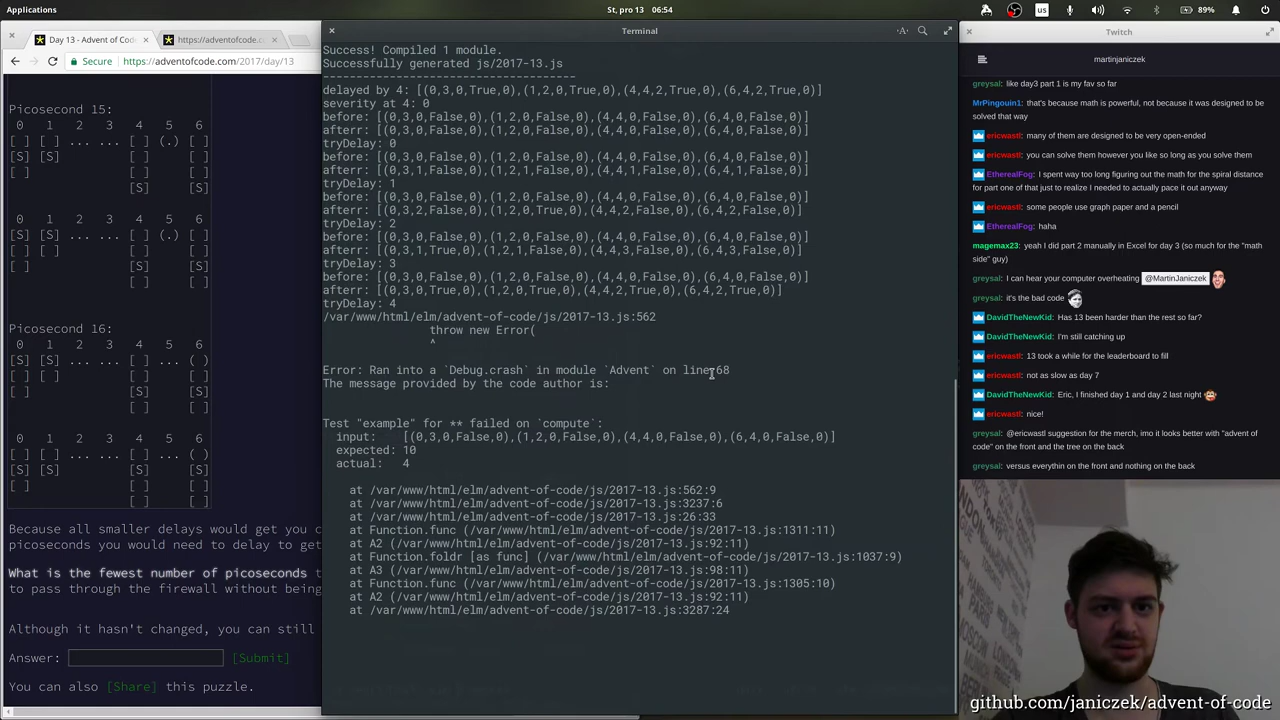 Applications
St, pro 13   06:54
us
89%
Day 13 - Advent of Code
https://adventofcode.co
Secure
https://adventofcode.com/2017/day/13
Picosecond 15:
 0   1   2   3   4   5   6
[ ] [ ] ... ... [ ] (.) [ ]
[S] [S]         [ ]     [ ]
[ ]             [ ]     [ ]
                [S]     [S]
 0   1   2   3   4   5   6
[S] [S] ... ... [ ] (.) [ ]
[ ] [ ]         [ ]     [ ]
[ ]             [S]     [S]
                [ ]     [ ]
Picosecond 16:
 0   1   2   3   4   5   6
[S] [S] ... ... [ ] ... ( )
[ ] [ ]         [ ]     [ ]
[ ]             [S]     [S]
                [ ]     [ ]
 0   1   2   3   4   5   6
[ ] [ ] ... ... [ ] ... ( )
[S] [S]         [S]     [S]
[ ]             [ ]     [ ]
                [ ]     [ ]
Because all smaller delays would get you c
picoseconds you would need to delay to get
What is the fewest number of picoseconds t
to pass through the firewall without being
Although it hasn't changed, you can still
Answer: [Submit]
You can also [Share] this puzzle.
Terminal
Success! Compiled 1 module.
Successfully generated js/2017-13.js
--------------------------------------
delayed by 4: [(0,3,0,True,0),(1,2,0,True,0),(4,4,2,True,0),(6,4,2,True,0)]
severity at 4: 0
before: [(0,3,0,False,0),(1,2,0,False,0),(4,4,0,False,0),(6,4,0,False,0)]
afterr: [(0,3,0,False,0),(1,2,0,False,0),(4,4,0,False,0),(6,4,0,False,0)]
tryDelay: 0
before: [(0,3,0,False,0),(1,2,0,False,0),(4,4,0,False,0),(6,4,0,False,0)]
afterr: [(0,3,1,False,0),(1,2,1,False,0),(4,4,1,False,0),(6,4,1,False,0)]
tryDelay: 1
before: [(0,3,0,False,0),(1,2,0,False,0),(4,4,0,False,0),(6,4,0,False,0)]
afterr: [(0,3,2,False,0),(1,2,0,True,0),(4,4,2,False,0),(6,4,2,False,0)]
tryDelay: 2
before: [(0,3,0,False,0),(1,2,0,False,0),(4,4,0,False,0),(6,4,0,False,0)]
afterr: [(0,3,1,True,0),(1,2,1,False,0),(4,4,3,False,0),(6,4,3,False,0)]
tryDelay: 3
before: [(0,3,0,False,0),(1,2,0,False,0),(4,4,0,False,0),(6,4,0,False,0)]
afterr: [(0,3,0,True,0),(1,2,0,True,0),(4,4,2,True,0),(6,4,2,True,0)]
tryDelay: 4
/var/www/html/elm/advent-of-code/js/2017-13.js:562
throw new Error(
^
Error: Ran into a `Debug.crash` in module `Advent` on line 68
The message provided by the code author is:
Test "example" for ** failed on `compute`:
  input:    [(0,3,0,False,0),(1,2,0,False,0),(4,4,0,False,0),(6,4,0,False,0)]
  expected: 10
  actual:   4
at /var/www/html/elm/advent-of-code/js/2017-13.js:562:9
at /var/www/html/elm/advent-of-code/js/2017-13.js:3237:6
at /var/www/html/elm/advent-of-code/js/2017-13.js:26:33
at Function.func (/var/www/html/elm/advent-of-code/js/2017-13.js:1311:11)
at A2 (/var/www/html/elm/advent-of-code/js/2017-13.js:92:11)
at Function.foldr [as func] (/var/www/html/elm/advent-of-code/js/2017-13.js:1037:9)
at A3 (/var/www/html/elm/advent-of-code/js/2017-13.js:98:11)
at Function.func (/var/www/html/elm/advent-of-code/js/2017-13.js:1305:10)
at A2 (/var/www/html/elm/advent-of-code/js/2017-13.js:92:11)
at /var/www/html/elm/advent-of-code/js/2017-13.js:3287:24
Twitch
martinjaniczek
greysal: like day3 part 1 is my fav so far
MrPingouin1: that's because math is powerful, not because it was designed to be
solved that way
ericwastl: many of them are designed to be very open-ended
ericwastl: you can solve them however you like so long as you solve them
EtherealFog: I spent way too long figuring out the math for the spiral distance
for part one of that just to realize I needed to actually pace it out anyway
ericwastl: some people use graph paper and a pencil
EtherealFog: haha
magemax23: yeah I did part 2 manually in Excel for day 3 (so much for the "math
side" guy)
greysal: I can hear your computer overheating @MartinJaniczek
greysal: it's the bad code
DavidTheNewKid: Has 13 been harder than the rest so far?
DavidTheNewKid: I'm still catching up
ericwastl: 13 took a while for the leaderboard to fill
ericwastl: not as slow as day 7
DavidTheNewKid: Eric, I finished day 1 and day 2 last night
ericwastl: nice!
greysal: @ericwastl suggestion for the merch, imo it looks better with "advent of
code" on the front and the tree on the back
greysal: versus everythin on the front and nothing on the back
github.com/janiczek/advent-of-code